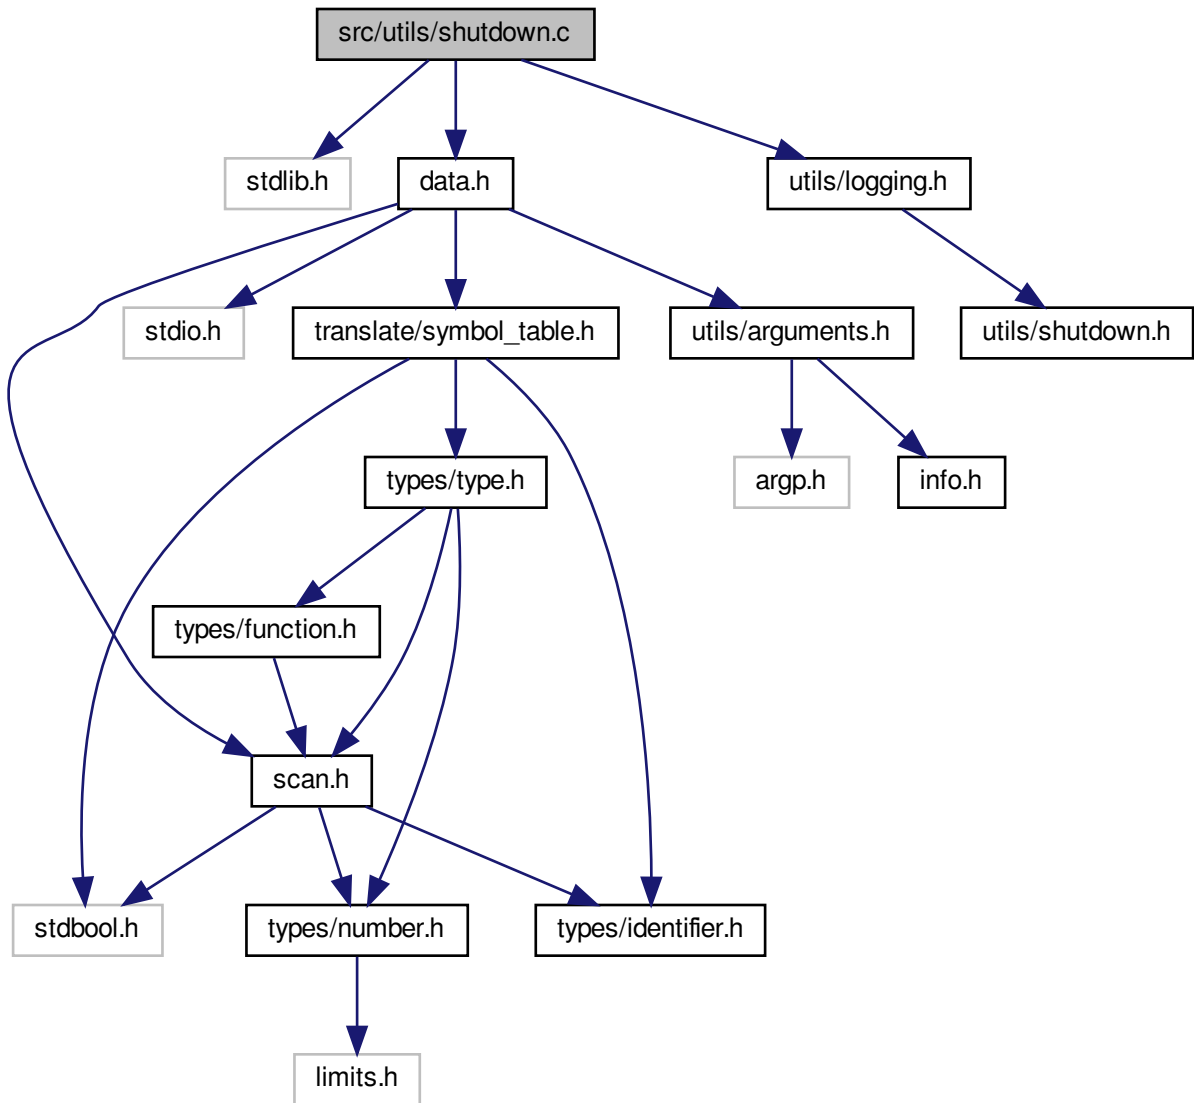 src/utils/shutdown.c
stdlib.h
data.h
utils/logging.h
stdio.h
translate/symbol_table.h
utils/arguments.h
utils/shutdown.h
types/type.h
argp.h
info.h
types/function.h
scan.h
stdbool.h
types/number.h
types/identifier.h
limits.h